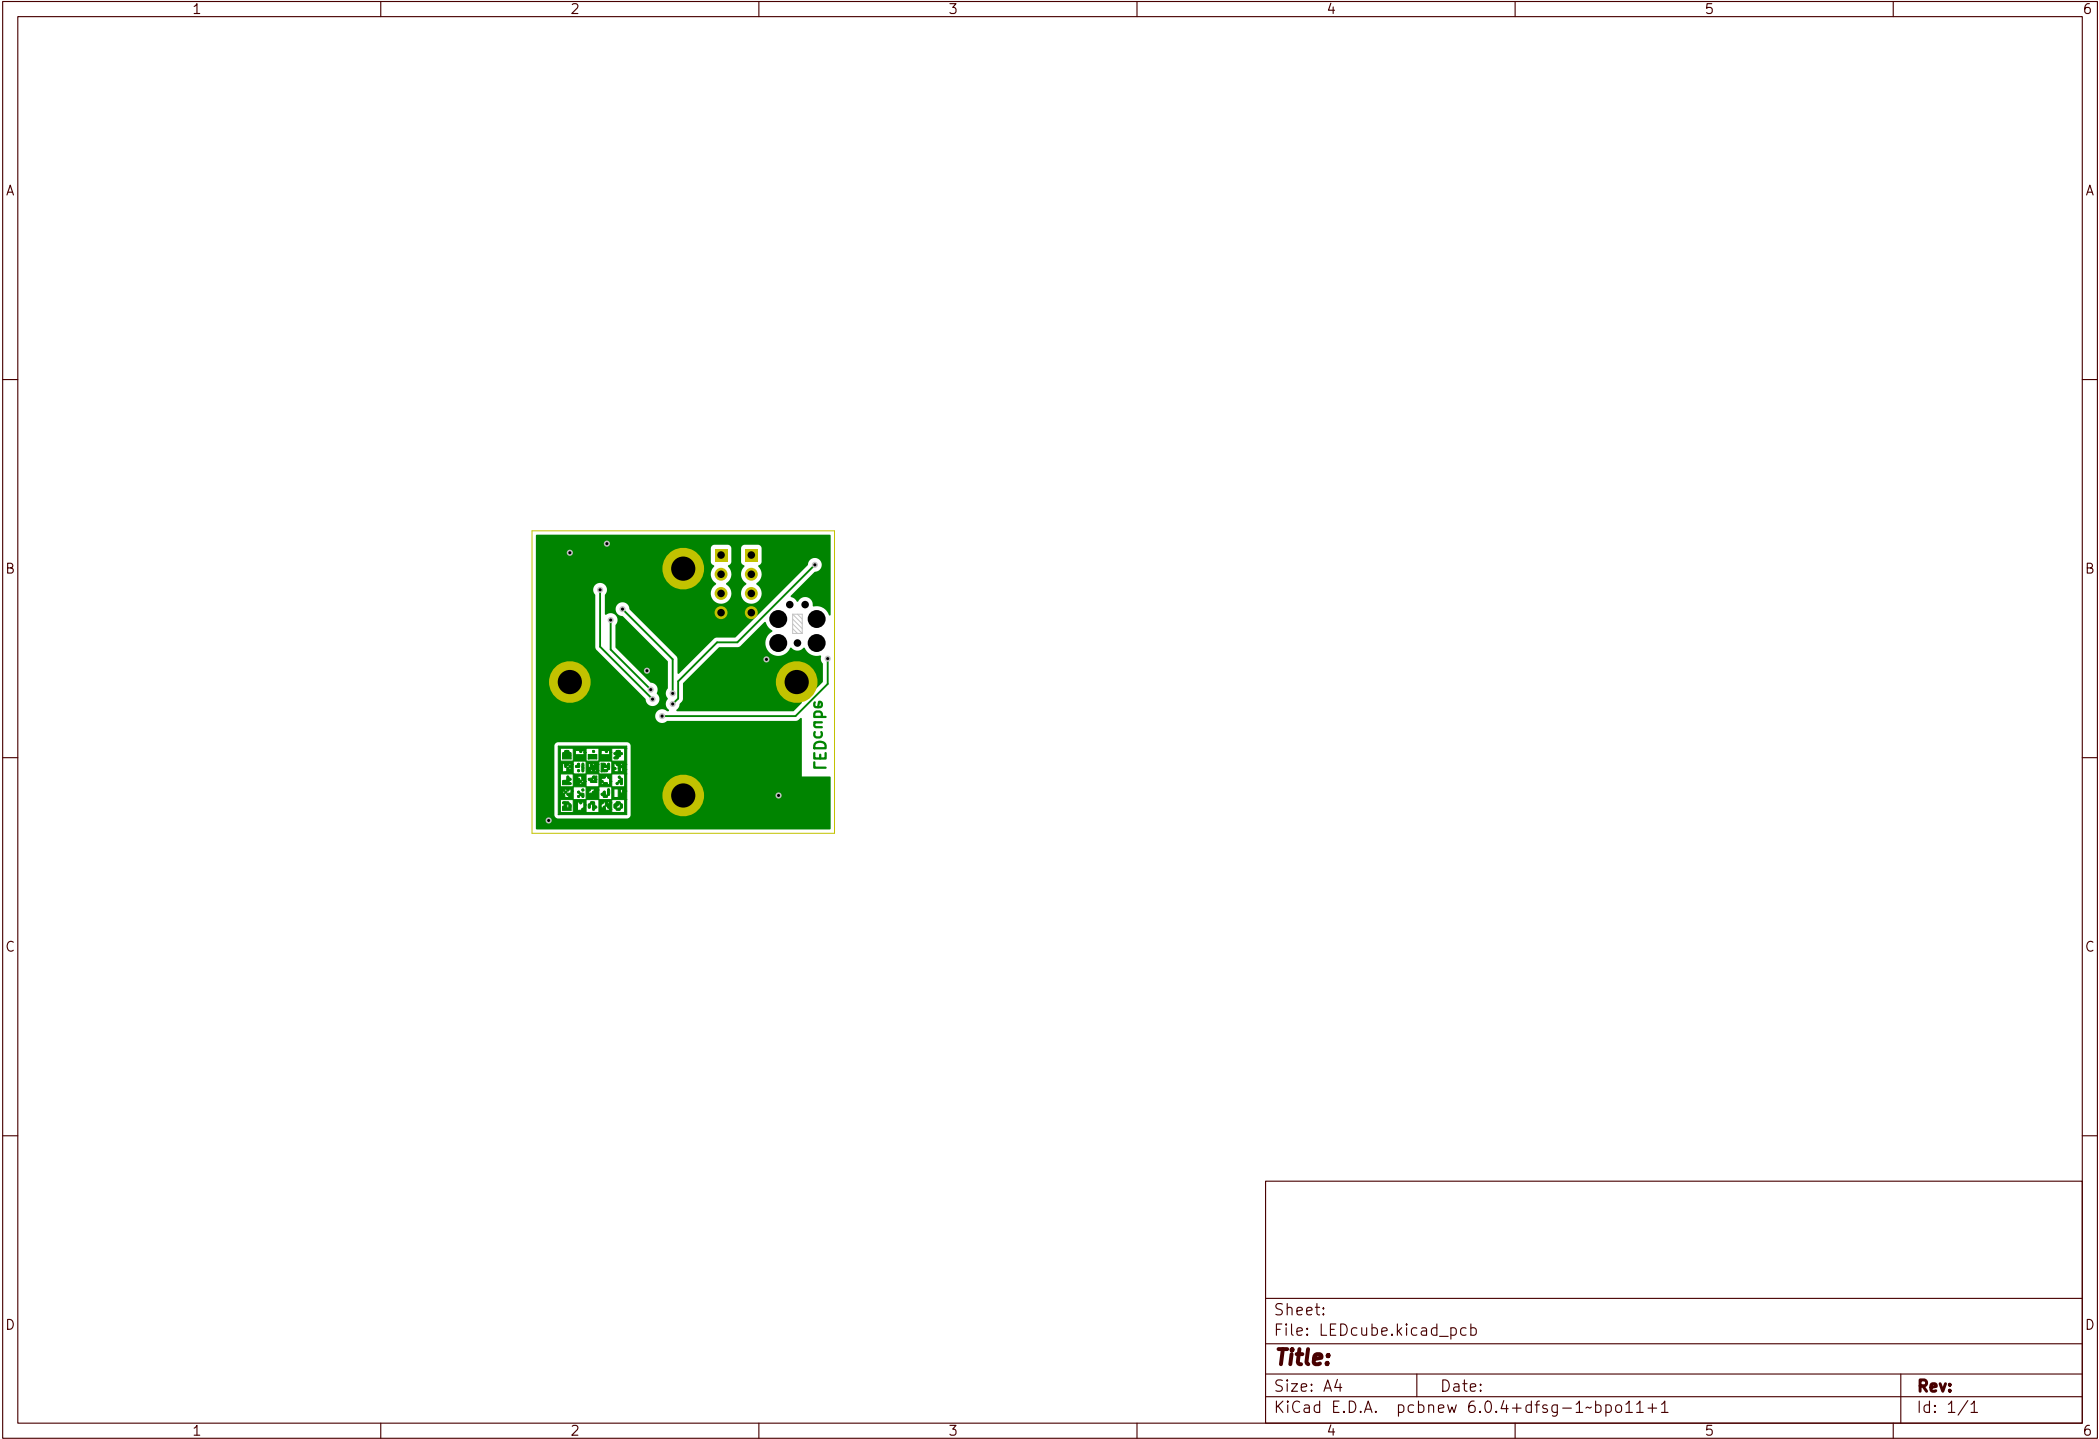 1 2 3 4 5 6
A A
B B
LEDcube
C C
Sheet:
File: LEDcube.kicad_pcb
D D
Title:
Size: A4 Date: Rev:
KiCad E.D.A. pcbnew 6.0.4+dfsg-1~bpo11+1 Id: 1/1
1 2 3 4 5 6